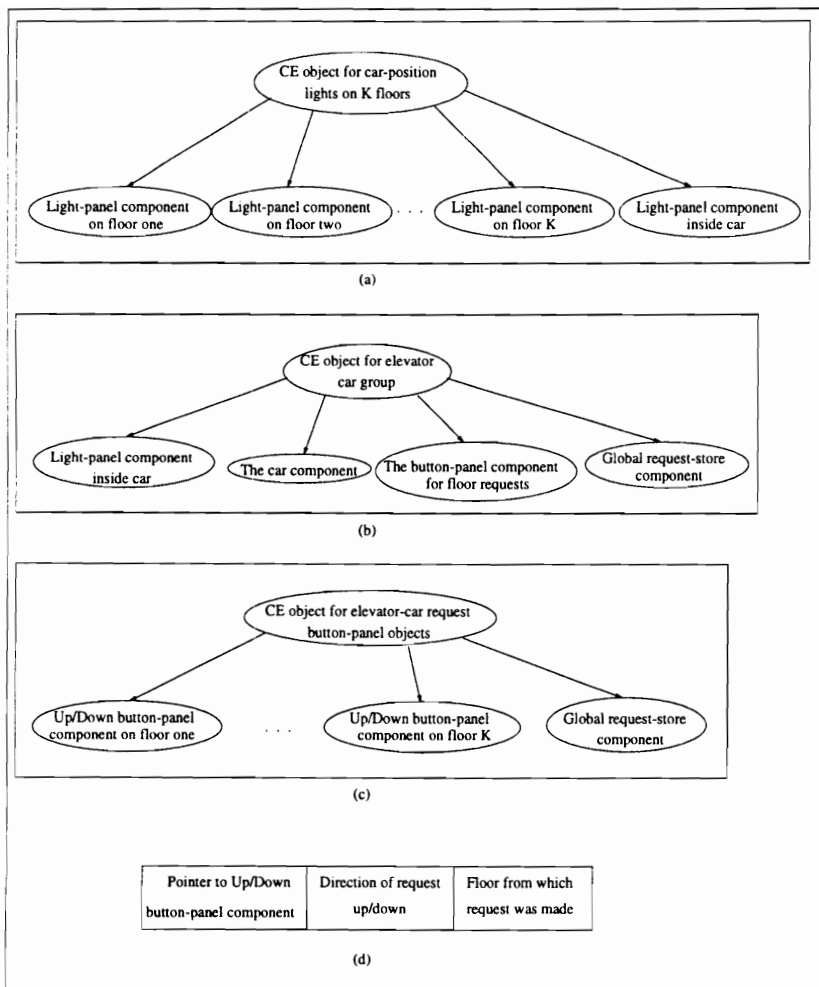 CE object for car-position
lights on K floors
Light-panel component
on floor one
Light-panel component
on floor two
. . .
Light-panel component
on floor K
Light-panel component
inside car
(a)
CE object for elevator
car group
Light-panel component
inside car
The car component
The button-panel component
for floor requests
Global request-store
component
(b)
CE object for elevator-car request
button-panel objects
Up/Down button-panel
component on floor one
. . .
Up/Down button-panel
component on floor K
Global request-store
component
(c)
Pointer to Up/Down
button-panel component
Direction of request
up/down
Floor from which
request was made
(d)